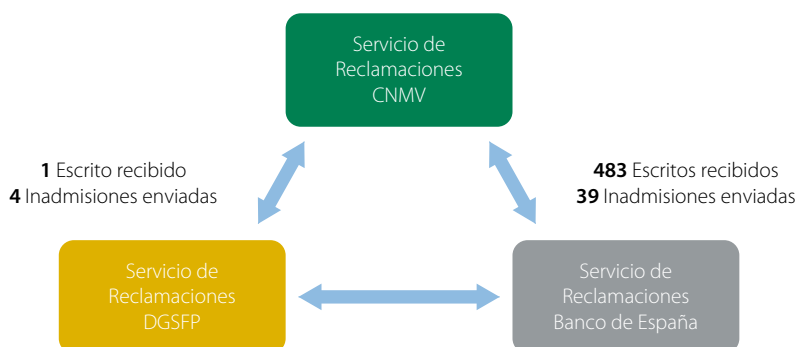 Servicio de
Reclamaciones
CNMV
1 Escrito recibido
4 Inadmisiones enviadas
483 Escritos recibidos
39 Inadmisiones enviadas
Servicio de
Reclamaciones
DGSFP
Servicio de
Reclamaciones
Banco de España